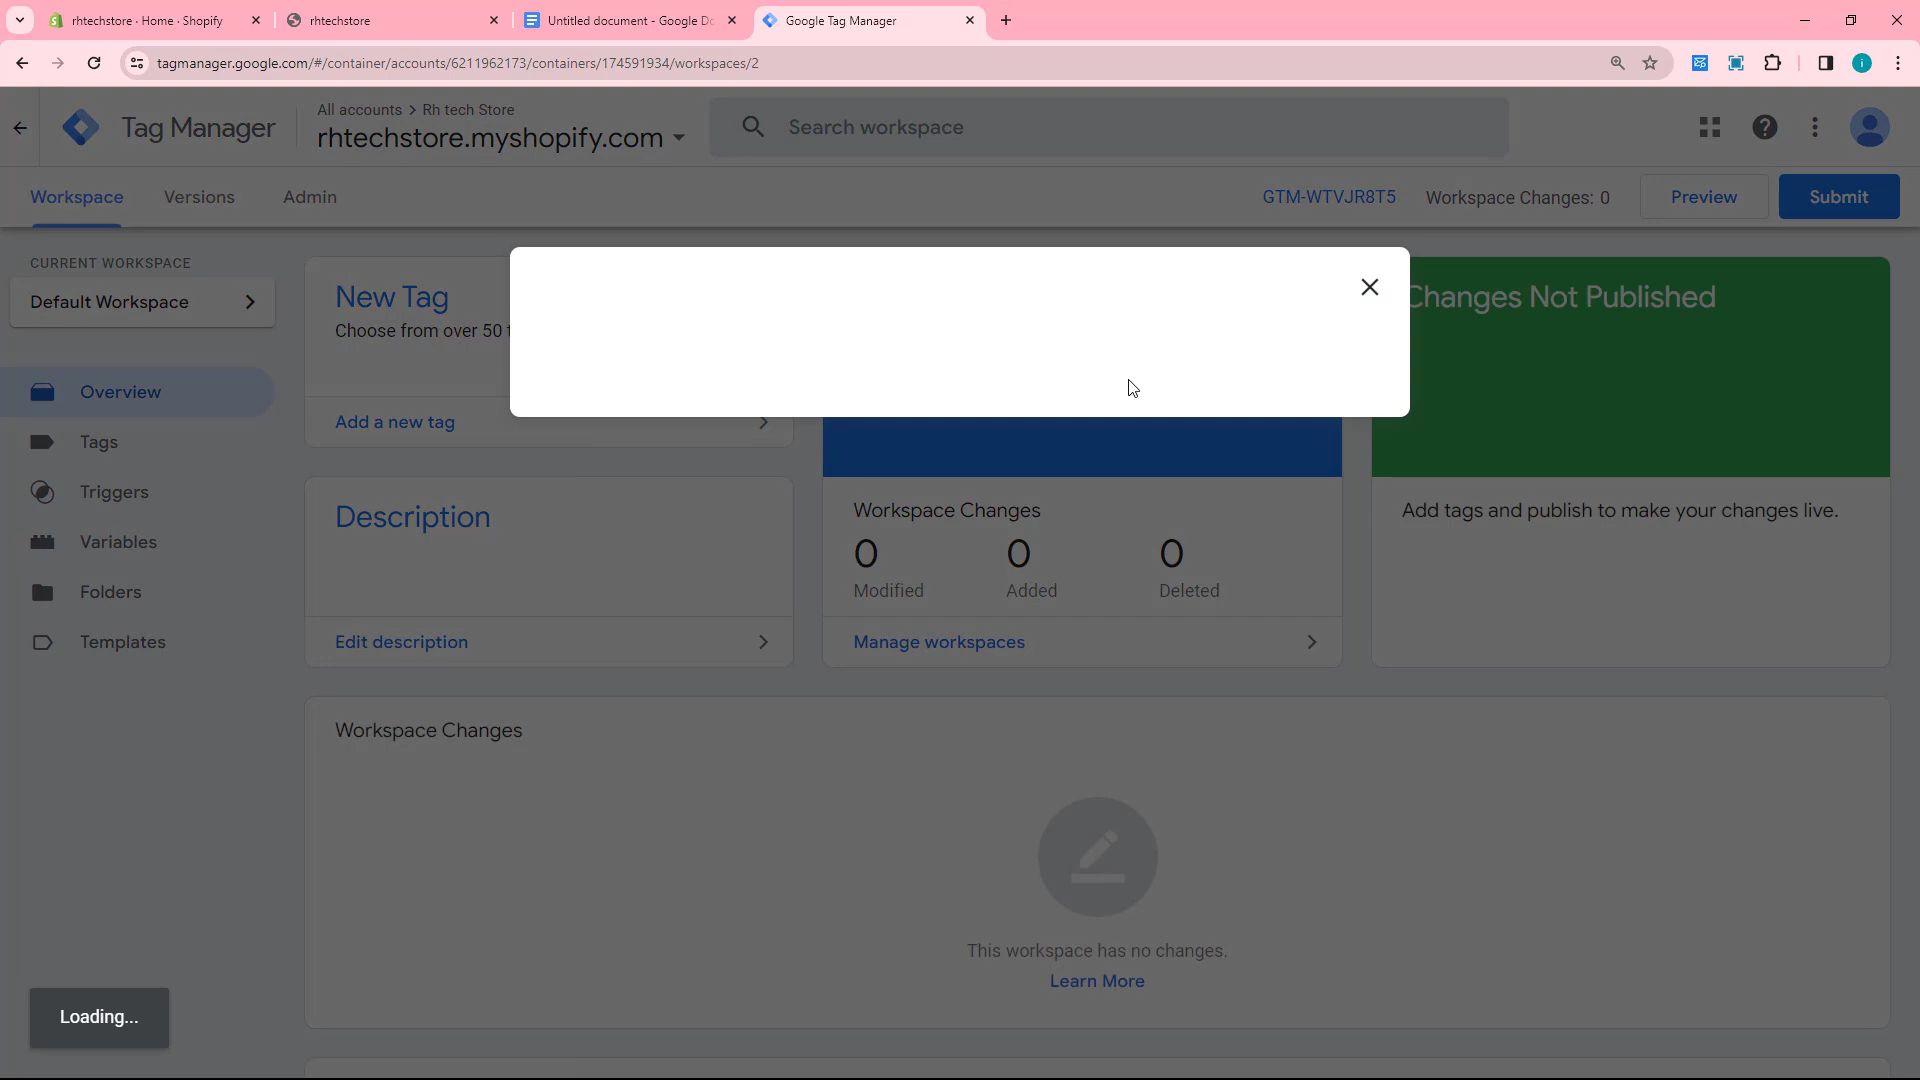 rhtechstore · Home · Shopify
rhtechstore
Untitled document - Google Do
Google Tag Manager
tagmanager.google.com/#/container/accounts/6211962173/containers/174591934/workspaces/2
i
Tag Manager
All accounts > Rh tech Store
rhtechstore.myshopify.com
Search workspace
Workspace
Versions
Admin
GTM-WTVJR8T5
Workspace Changes: 0
Preview
Submit
CURRENT WORKSPACE
Default Workspace
Overview
Tags
Triggers
Variables
Folders
Templates
New Tag
Choose from over 50
Add a new tag
Description
Edit description
Workspace Changes
0 0 0
Modified Added Deleted
Manage workspaces
Changes Not Published
Add tags and publish to make your changes live.
Workspace Changes
This workspace has no changes.
Learn More
Loading...